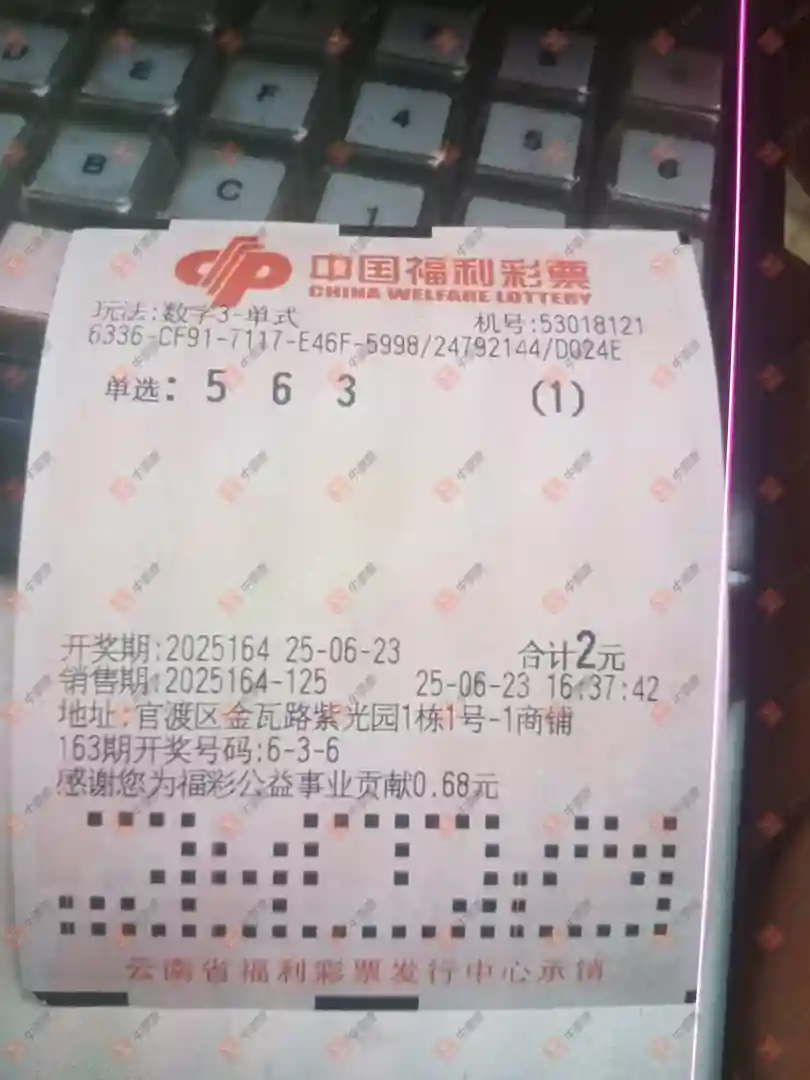 D
E
F
4
5
6
B
C
1
中国福利彩票
CHINA WELFARE LOTTERY
玩法:数字3-单式
机号:53018121
6336-CF91-7117-E46F-5998/24792144/D024E
单选: 5 6 3 (1)
开奖期:2025164 25-06-23 合计2元
销售期:2025164-125 25-06-23 16:37:42
地址:官渡区金瓦路紫光园1栋1号-1商铺
163期开奖号码:6-3-6
感谢您为福彩公益事业贡献0.68元
云南省福利彩票发行中心承销